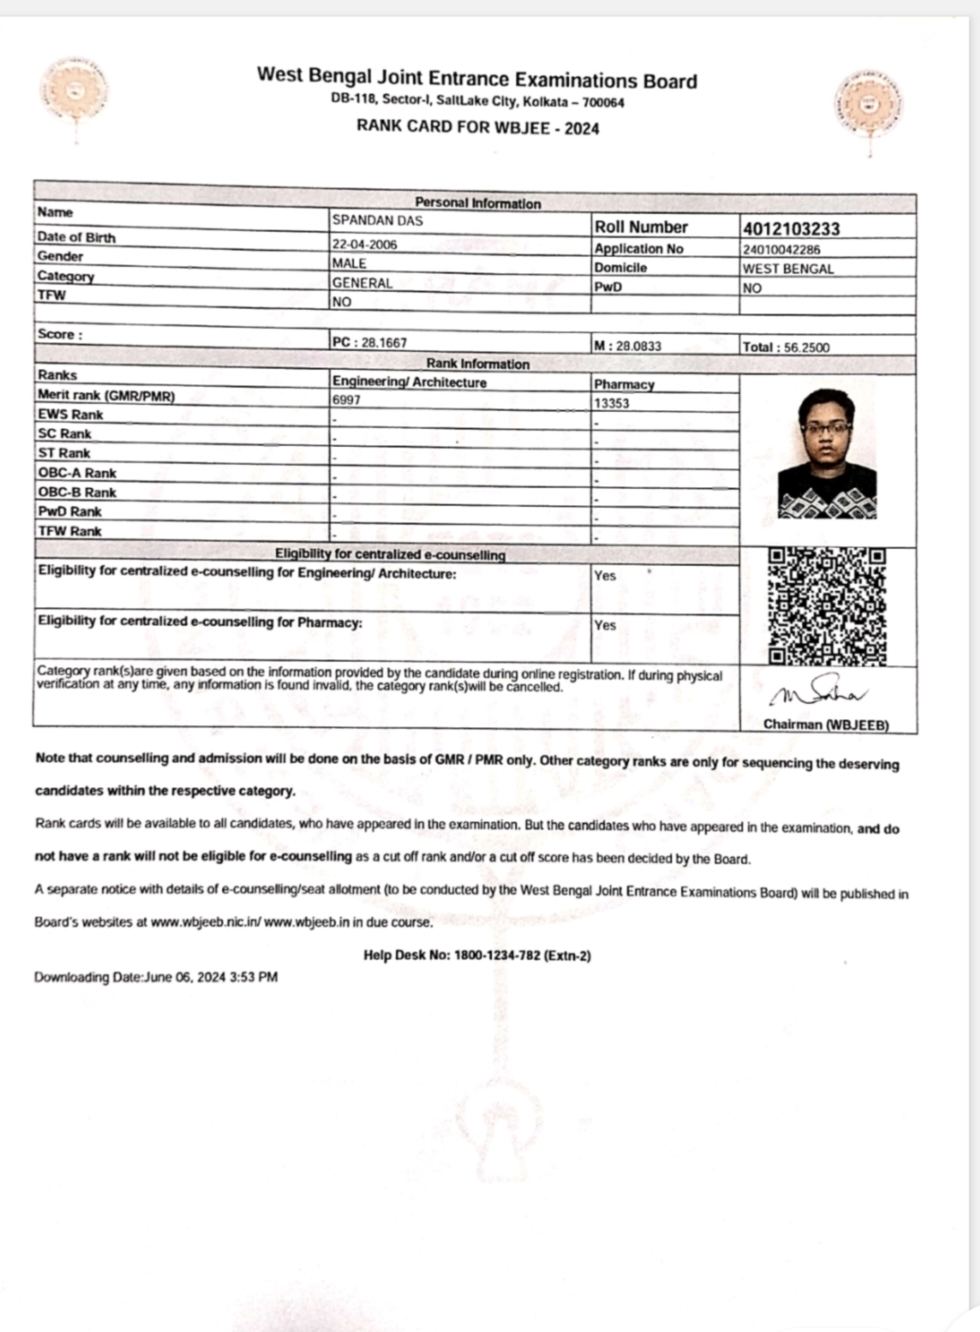 West Bengal Joint Entrance Examinations Board
DB-118, Sector-I, SaltLake City, Kolkata – 700064
RANK CARD FOR WBJEE - 2024
Personal Information
Name SPANDAN DAS Roll Number 4012103233
Date of Birth 22-04-2006 Application No 24010042286
Gender MALE Domicile WEST BENGAL
Category GENERAL PwD NO
TFW NO
Score : PC : 28.1667 M : 28.0833 Total : 56.2500
Rank Information
Ranks Engineering/ Architecture Pharmacy
Merit rank (GMR/PMR) 6997 13353
EWS Rank - -
SC Rank - -
ST Rank - -
OBC-A Rank - -
OBC-B Rank - -
PwD Rank - -
TFW Rank - -
Eligibility for centralized e-counselling
Eligibility for centralized e-counselling for Engineering/ Architecture: Yes
Eligibility for centralized e-counselling for Pharmacy: Yes
Category rank(s)are given based on the information provided by the candidate during online registration. If during physical
verification at any time, any information is found invalid, the category rank(s)will be cancelled.
M Saha
Chairman (WBJEEB)
Note that counselling and admission will be done on the basis of GMR / PMR only. Other category ranks are only for sequencing the deserving
candidates within the respective category.
Rank cards will be available to all candidates, who have appeared in the examination. But the candidates who have appeared in the examination, and do
not have a rank will not be eligible for e-counselling as a cut off rank and/or a cut off score has been decided by the Board.
A separate notice with details of e-counselling/seat allotment (to be conducted by the West Bengal Joint Entrance Examinations Board) will be published in
Board's websites at www.wbjeeb.nic.in/ www.wbjeeb.in in due course.
Help Desk No: 1800-1234-782 (Extn-2)
Downloading Date:June 06, 2024 3:53 PM